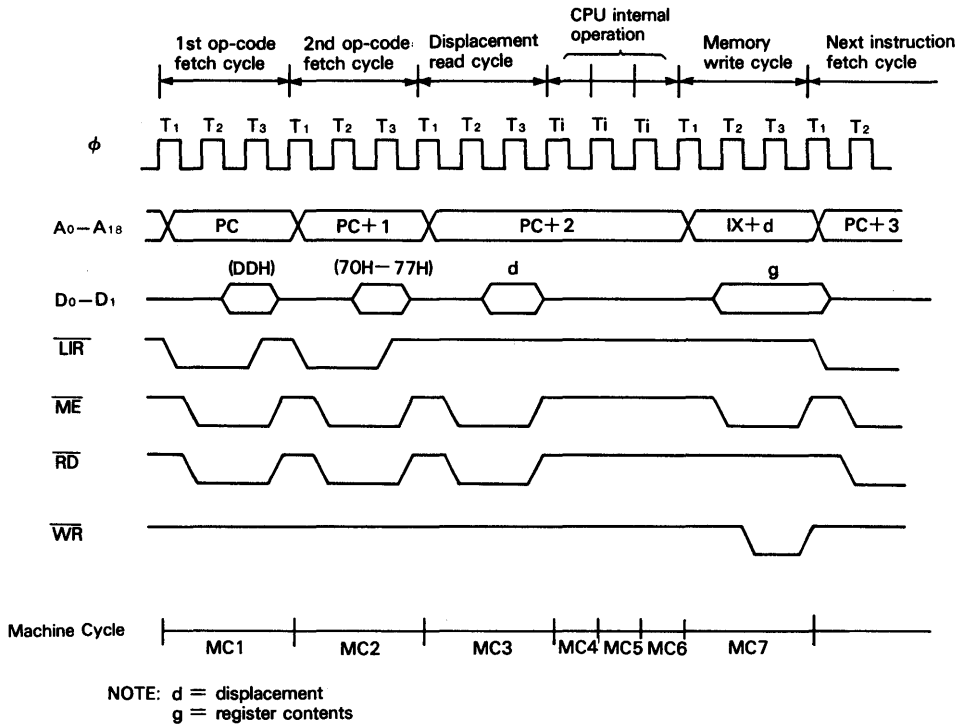 CPU internal
operation
1st op-code
fetch cycle
2nd op-code
fetch cycle
Displacement
read cycle
Memory
write cycle
Next instruction
fetch cycle
T1 T2 T3 T1 T2 T3 T1 T2 T3 Ti Ti Ti T1 T2 T3 T1 T2
ϕ
A0–A18 PC PC+1 PC+2 IX+d PC+3
(DDH) (70H–77H) d g
D0–D1
LIR
ME
RD
WR
Machine Cycle
MC1 MC2 MC3 MC4 MC5 MC6 MC7
NOTE: d = displacement
g = register contents